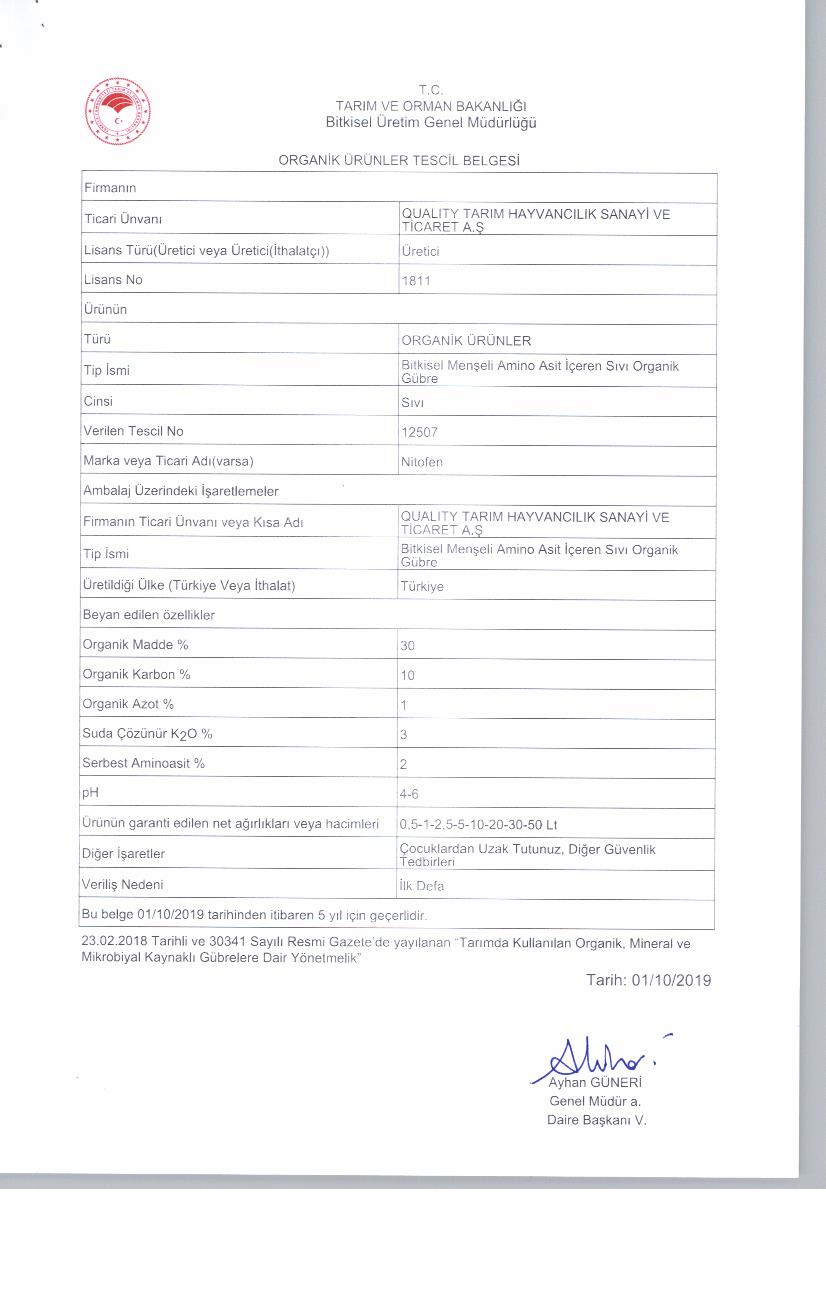 T.C.
TARIM VE ORMAN BAKANLIĞI
Bitkisel Üretim Genel Müdürlüğü
ORGANİK ÜRÜNLER TESCİL BELGESİ
Firmanın
Ticari Ünvanı QUALITY TARIM HAYVANCILIK SANAYİ VE
TİCARET A.Ş
Lisans Türü(Üretici veya Üretici(İthalatçı)) Üretici
Lisans No 1811
Ürünün
Türü ORGANİK ÜRÜNLER
Tip İsmi Bitkisel Menşeli Amino Asit İçeren Sıvı Organik
Gübre
Cinsi Sıvı
Verilen Tescil No 12507
Marka veya Ticari Adı(varsa) Nitofen
Ambalaj Üzerindeki İşaretlemeler
Firmanın Ticari Ünvanı veya Kısa Adı QUALITY TARIM HAYVANCILIK SANAYİ VE
TİCARET A.Ş
Tip İsmi Bitkisel Menşeli Amino Asit İçeren Sıvı Organik
Gübre
Üretildiği Ülke (Türkiye Veya İthalat) Türkiye
Beyan edilen özellikler
Organik Madde % 30
Organik Karbon % 10
Organik Azot % 1
Suda Çözünür K2O % 3
Serbest Aminoasit % 2
pH 4-6
Ürünün garanti edilen net ağırlıkları veya hacimleri 0,5-1-2,5-5-10-20-30-50 Lt
Diğer İşaretler Çocuklardan Uzak Tutunuz, Diğer Güvenlik
Tedbirleri
Veriliş Nedeni İlk Defa
Bu belge 01/10/2019 tarihinden itibaren 5 yıl için geçerlidir.
23.02.2018 Tarihli ve 30341 Sayılı Resmi Gazete'de yayılanan "Tarımda Kullanılan Organik, Mineral ve
Mikrobiyal Kaynaklı Gübrelere Dair Yönetmelik"
Tarih: 01/10/2019
Ayhan GÜNERİ
Genel Müdür a.
Daire Başkanı V.